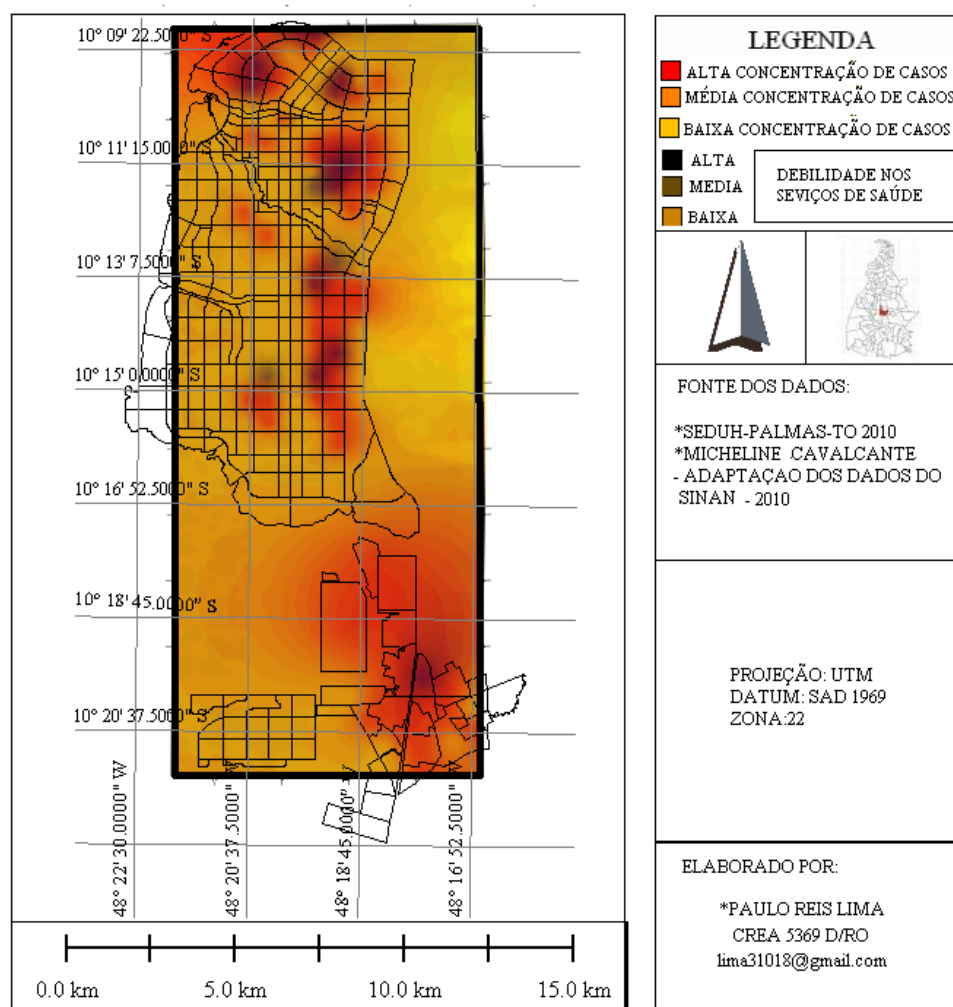 10° 09' 22.5000" S
10° 11' 15.0000" S
10° 13' 7.5000" S
10° 15' 0.0000" S
10° 16' 52.5000" S
10° 18' 45.0000" S
10° 20' 37.5000" S
48° 22' 30.0000" W
48° 20' 37.5000" W
48° 18' 45.0000" W
48° 16' 52.5000" W
0.0 km
5.0 km
10.0 km
15.0 km
LEGENDA
ALTA CONCENTRAÇÃO DE CASOS
MÉDIA CONCENTRAÇÃO DE CASOS
BAIXA CONCENTRAÇÃO DE CASOS
ALTA
MEDIA
BAIXA
DEBILIDADE NOS
SEVIÇOS DE SAÚDE
FONTE DOS DADOS:
*SEDUH-PALMAS-TO 2010
*MICHELINE CAVALCANTE
- ADAPTAÇAO DOS DADOS DO
SINAN - 2010
PROJEÇÃO: UTM
DATUM: SAD 1969
ZONA:22
ELABORADO POR:
*PAULO REIS LIMA
CREA 5369 D/RO
lima31018@gmail.com